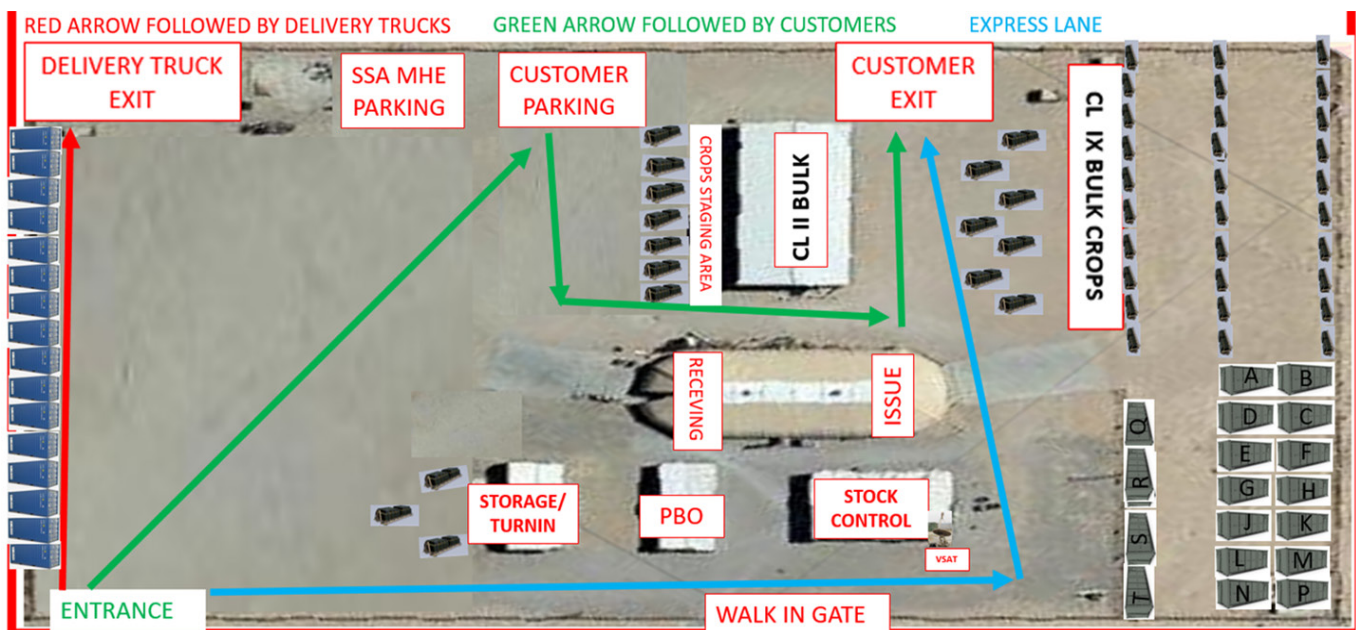 RED ARROW FOLLOWED BY DELIVERY TRUCKS
GREEN ARROW FOLLOWED BY CUSTOMERS
EXPRESS LANE
DELIVERY TRUCK
EXIT
SSA MHE
PARKING
CUSTOMER
PARKING
CUSTOMER
EXIT
CROPS STAGING AREA
CL II BULK
CL IX BULK CROPS
RECEVING
ISSUE
STORAGE/
TURNIN
PBO
STOCK
CONTROL
VSAT
A
B
D
C
E
F
G
H
J
K
L
M
N
P
Q
R
S
T
ENTRANCE
WALK IN GATE